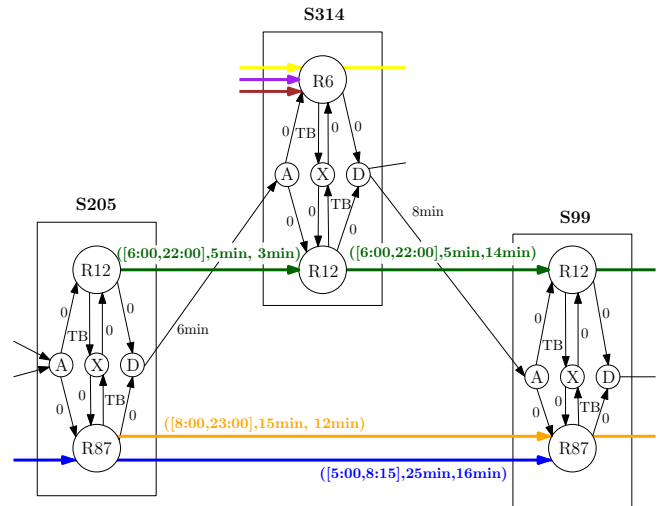 S314
R6
0
TB
0
0
A
X
D
0
0
TB
0
R12
S205
R12
([6:00,22:00],5min, 3min)
([6:00,22:00],5min,14min)
8min
6min
0
TB
0
0
A
X
D
0
0
TB
0
R87
S99
R12
0
TB
0
0
A
X
D
0
0
TB
0
R87
([8:00,23:00],15min, 12min)
([5:00,8:15],25min,16min)